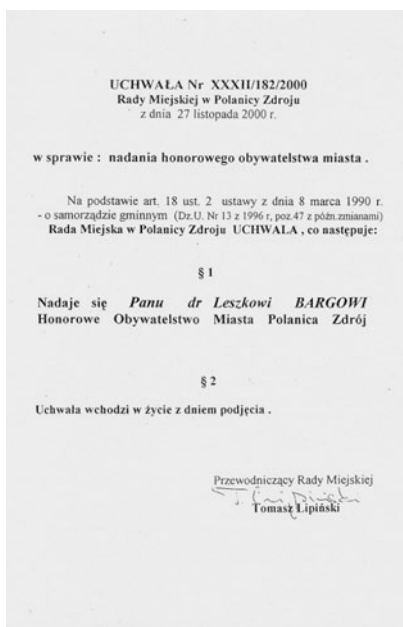 UCHWAŁA Nr XXXII/182/2000
Rady Miejskiej w Polanicy Zdroju
z dnia 27 listopada 2000 r.
w sprawie : nadania honorowego obywatelstwa miasta .
Na podstawie art. 18 ust. 2 ustawy z dnia 8 marca 1990 r.
- o samorządzie gminnym (Dz.U. Nr 13 z 1996 r, poz.47 z późn.zmianami)
Rada Miejska w Polanicy Zdroju UCHWALA , co następuje:
§ 1
Nadaje się Panu dr Leszkowi BARGOWI
Honorowe Obywatelstwo Miasta Polanica Zdrój
§ 2
Uchwała wchodzi w życie z dniem podjęcia .
Przewodniczący Rady Miejskiej
Tomasz Lipiński